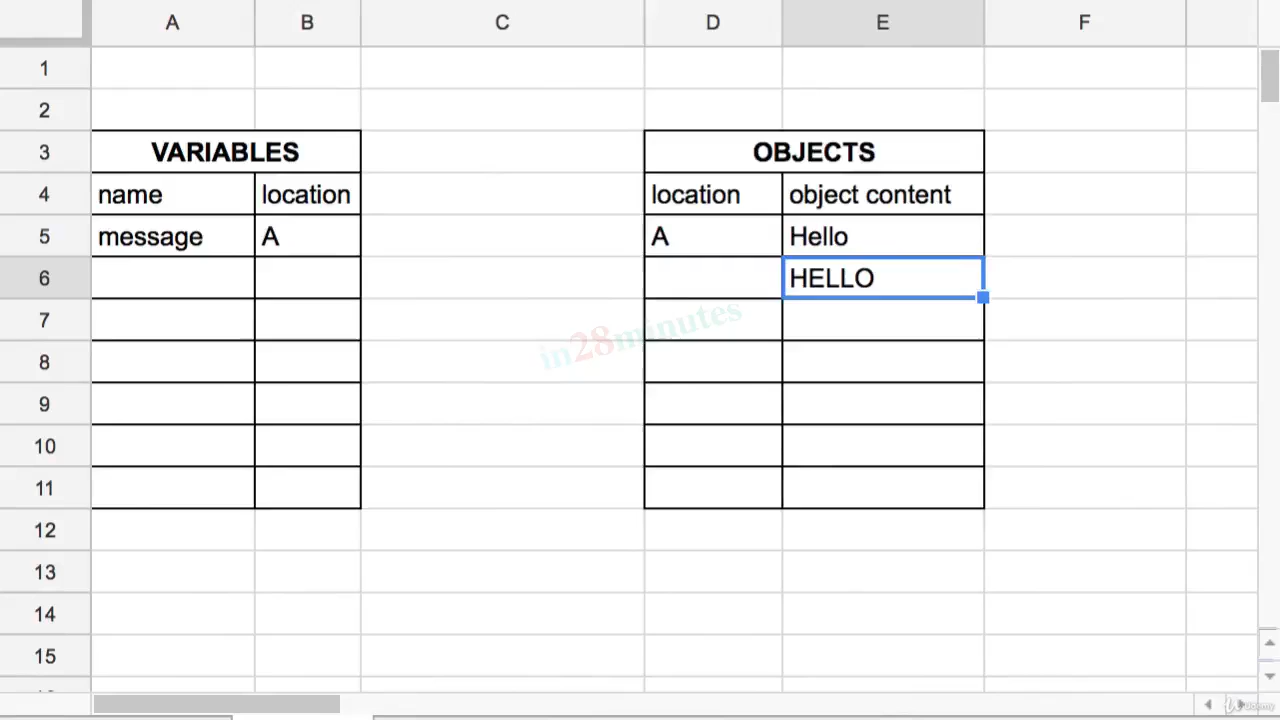 A B C D E F
1
2
3 VARIABLES OBJECTS
4 name location location object content
5 message A A Hello
6 HELLO
7
in28minutes
8
9
10
11
12
13
14
15
Udemy